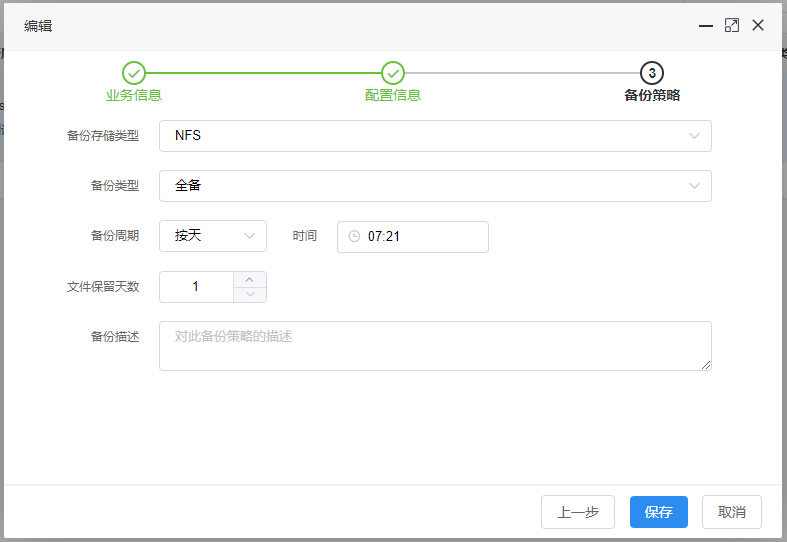 编辑
3
业务信息 配置信息 备份策略
备份存储类型 NFS
备份类型 全备
备份周期 按天 时间 07:21
文件保留天数 1
备份描述 对此备份策略的描述
上一步 保存 取消